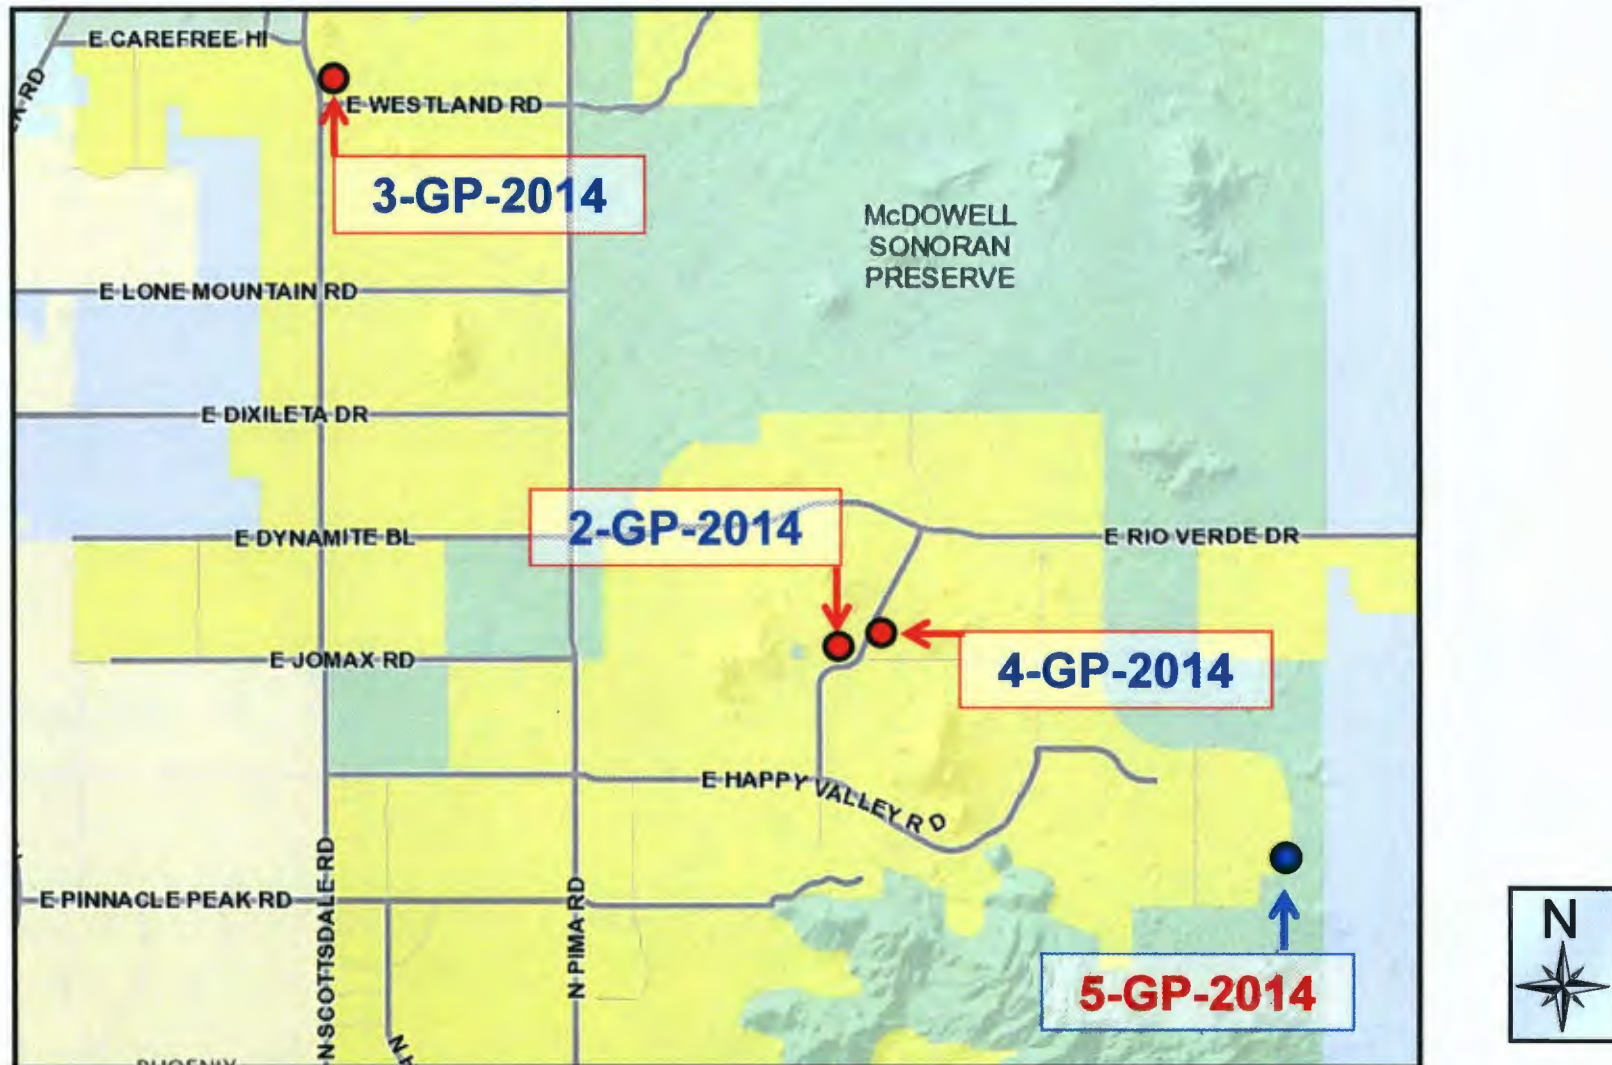 E CAREFREE HI
E WESTLAND RD
3-GP-2014
McDOWELL
SONORAN
PRESERVE
E LONE MOUNTAIN RD
E DIXILETA DR
2-GP-2014
E DYNAMITE BL
E RIO VERDE DR
E JOMAX RD
4-GP-2014
E HAPPY VALLEY RD
E PINNACLE PEAK RD
N SCOTTSDALE RD
N PIMA RD
5-GP-2014
N